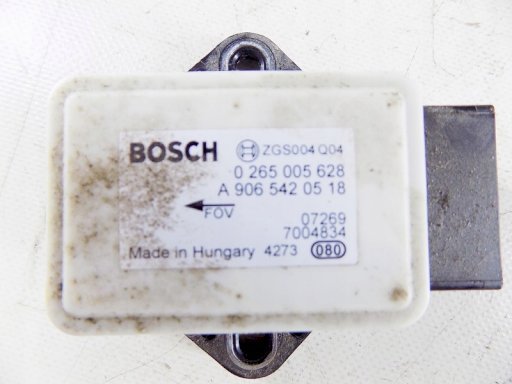 BOSCH ZGS004 Q04
0 265 005 628
A 906 542 05 18
FOV
07269
7004834
Made in Hungary 4273 080